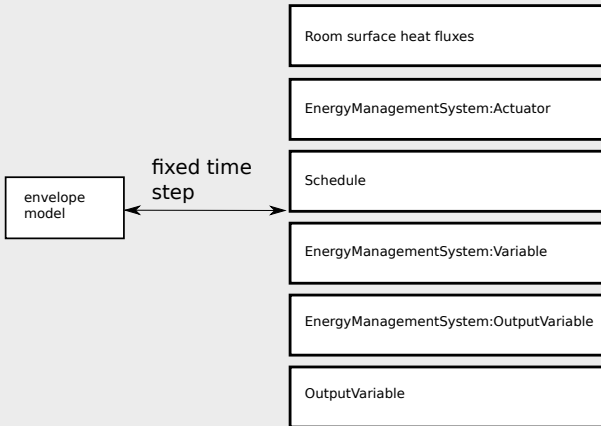 Room surface heat fluxes
EnergyManagementSystem:Actuator
fixed time
step
Schedule
envelope
model
EnergyManagementSystem:Variable
EnergyManagementSystem:OutputVariable
OutputVariable